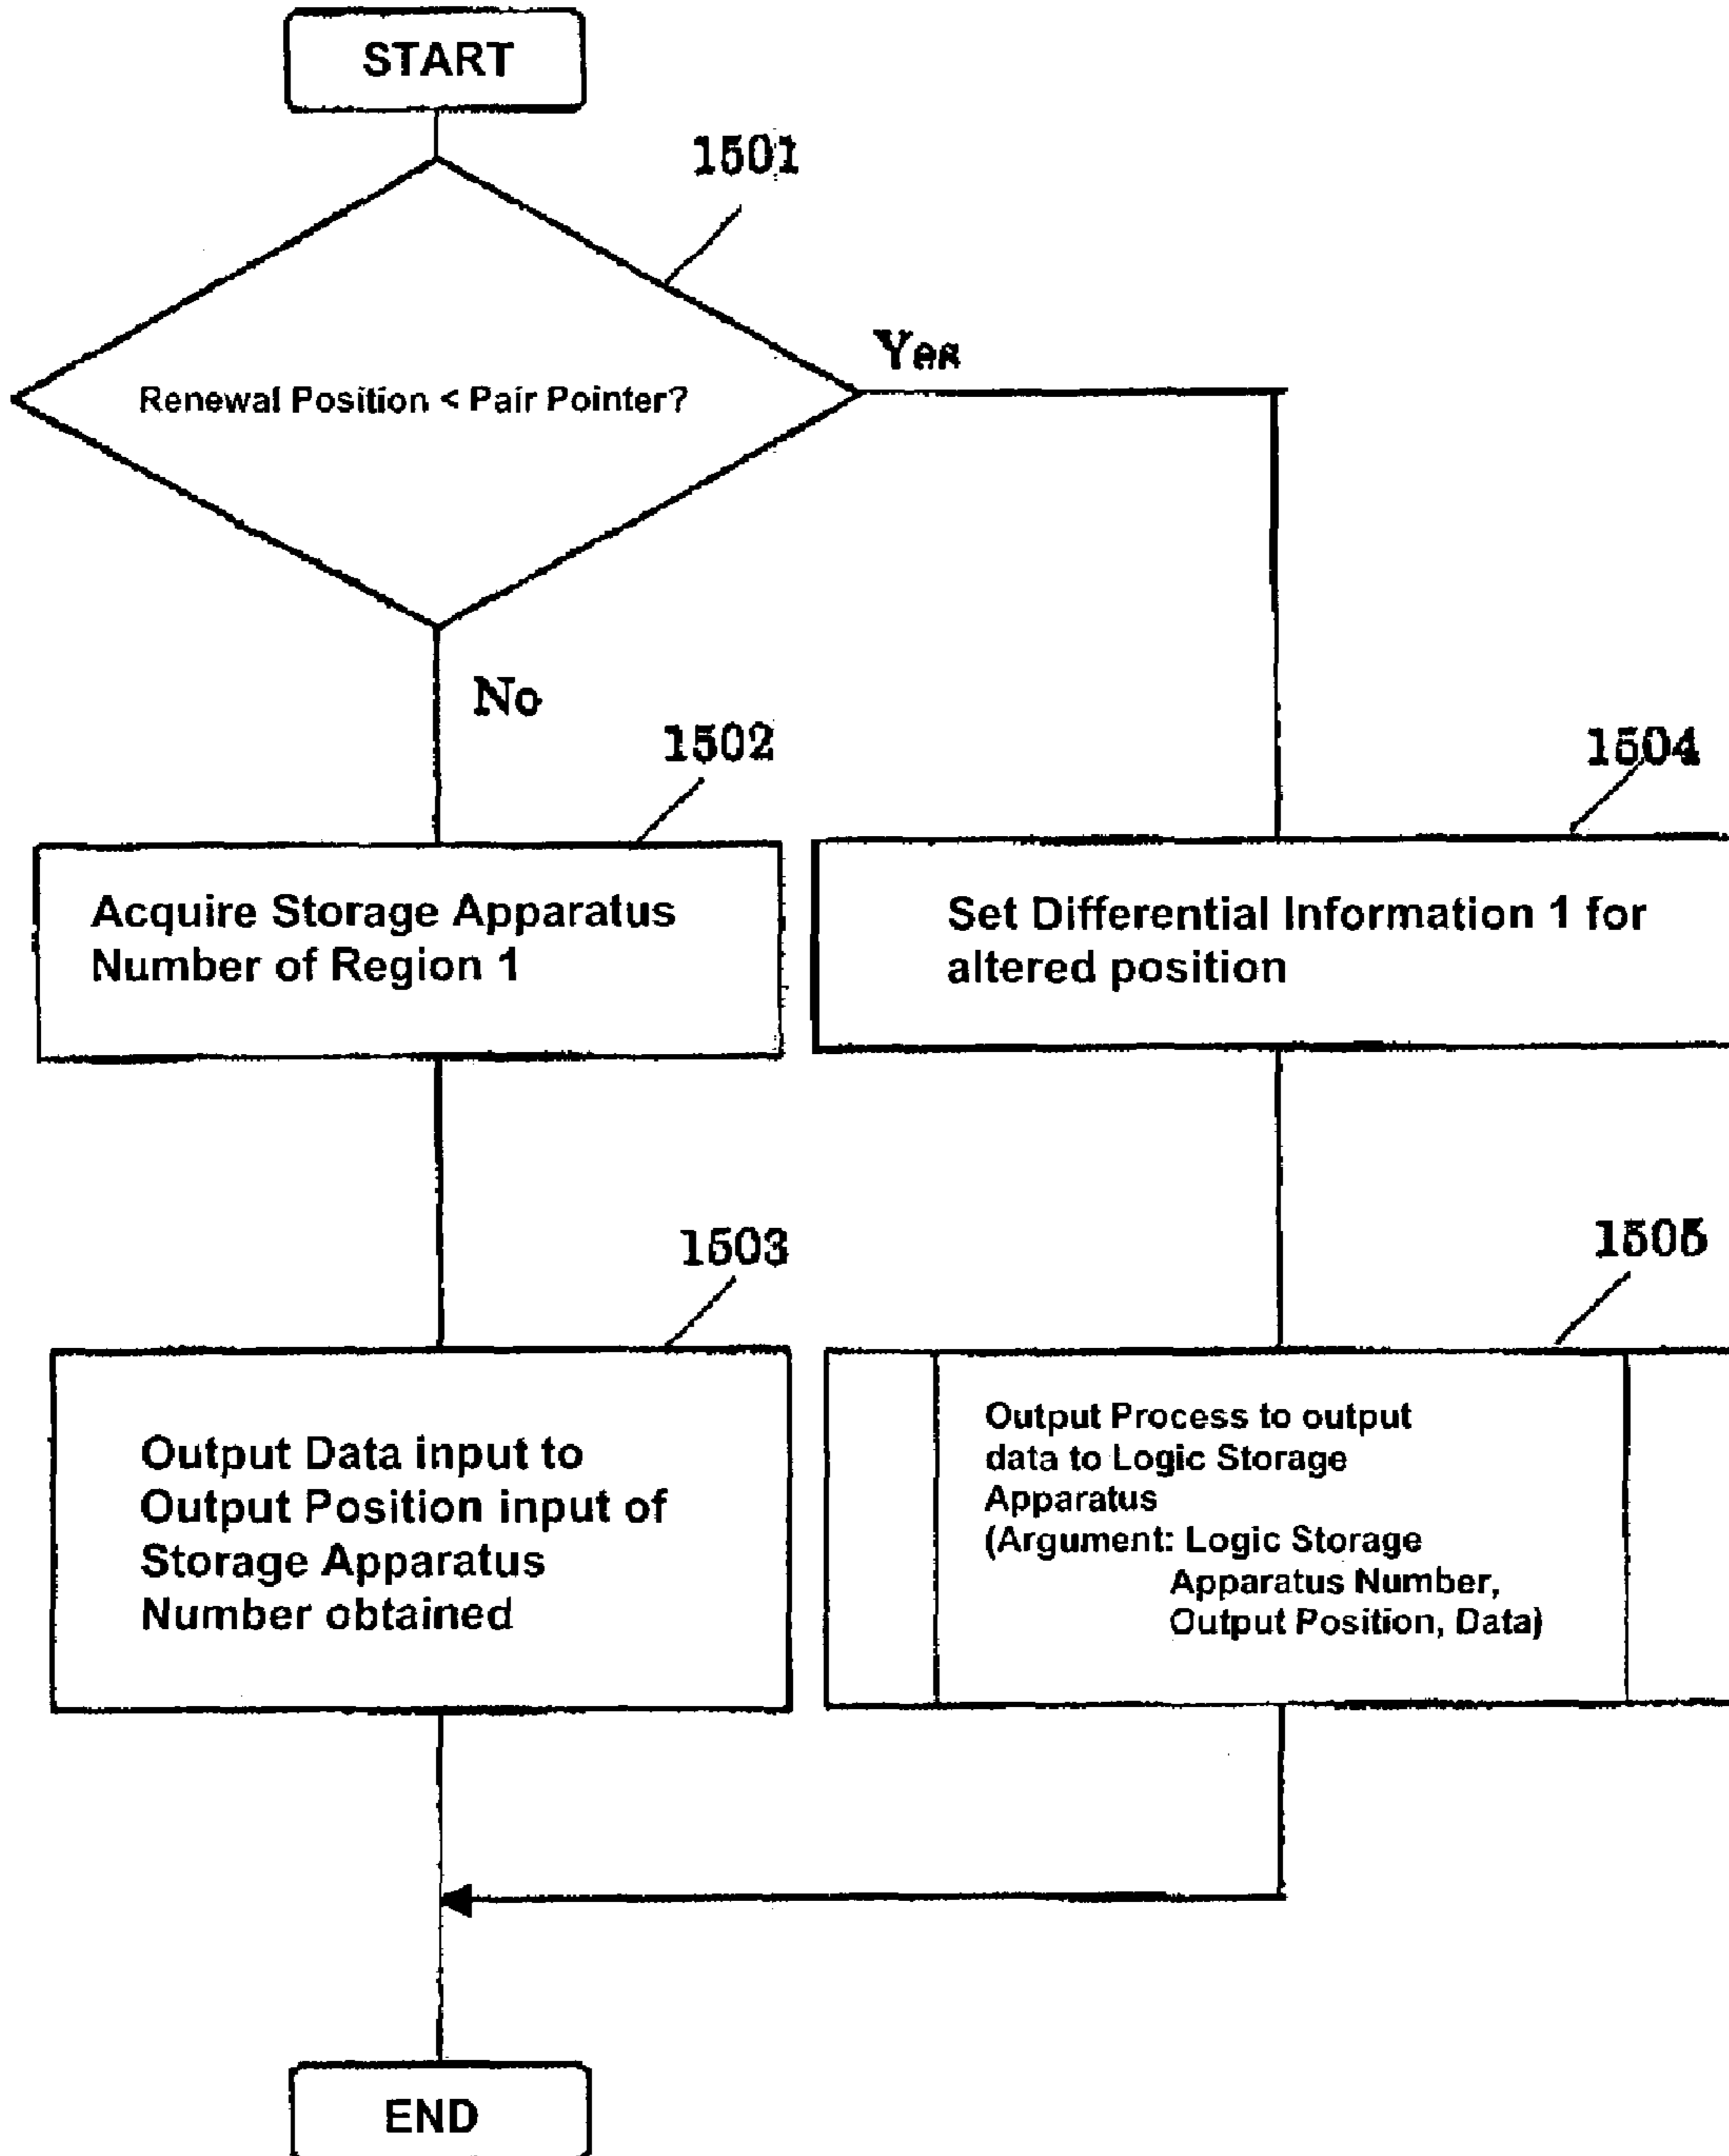 START
1501
Renewal Position < Pair Pointer?
Yes
No
1502
Acquire Storage Apparatus
Number of Region 1
1504
Set Differential Information 1 for
altered position
1503
Output Data input to
Output Position input of
Storage Apparatus
Number obtained
1505
Output Process to output
data to Logic Storage
Apparatus
(Argument: Logic Storage
Apparatus Number,
Output Position, Data)
END